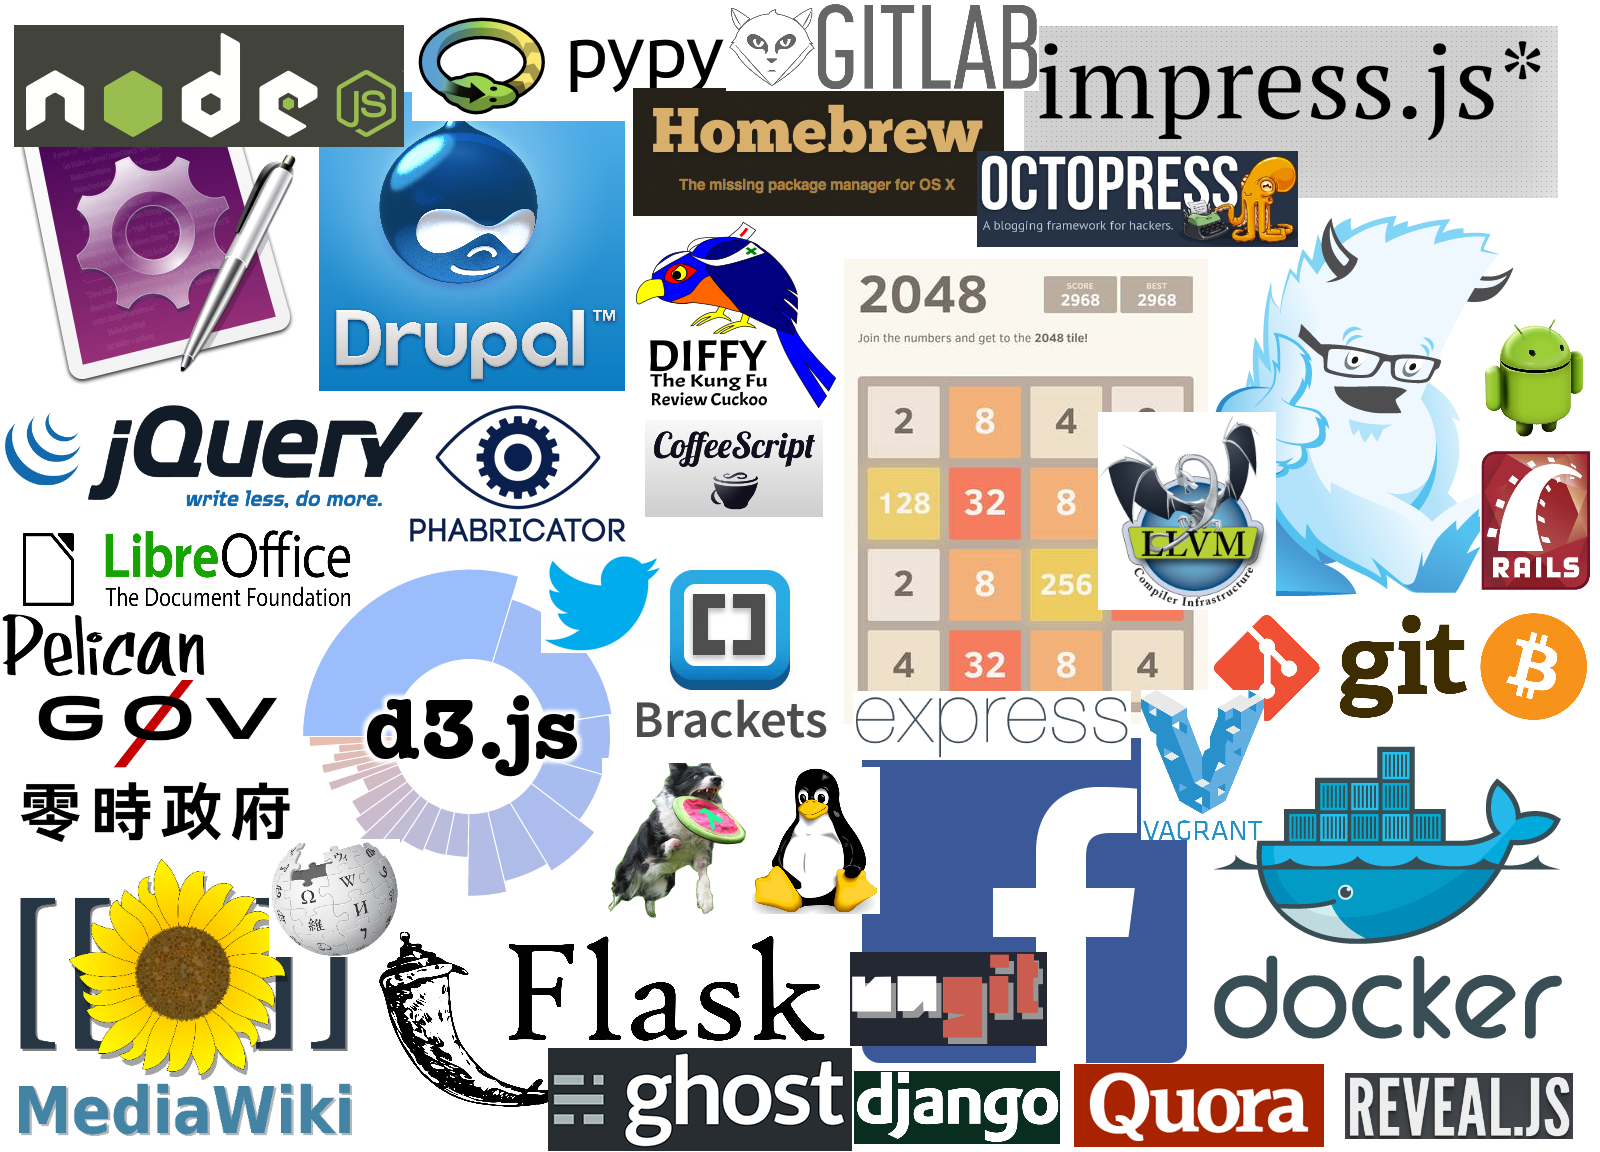 node
JS
pypy
GITLAB
impress.js*
Homebrew
The missing package manager for OS X
OCTOPRESS
A blogging framework for hackers.
Drupal™
DIFFY
The Kung Fu
Review Cuckoo
2048
SCORE
2968
BEST
2968
Join the numbers and get to the 2048 tile!
2 8 4
128 32 8
2 8 256
4 32 8 4
jQuery
write less, do more.
PHABRICATOR
CoffeeScript
LLVM
Compiler Infrastructure
RAILS
LibreOffice
The Document Foundation
Pelican
GØV
零時政府
d3.js
[ ]
Brackets
express
git
VAGRANT
docker
Ω W 維 И
[[ ]]
MediaWiki
Flask
f
ungit
ghost
django
Quora
REVEAL.JS